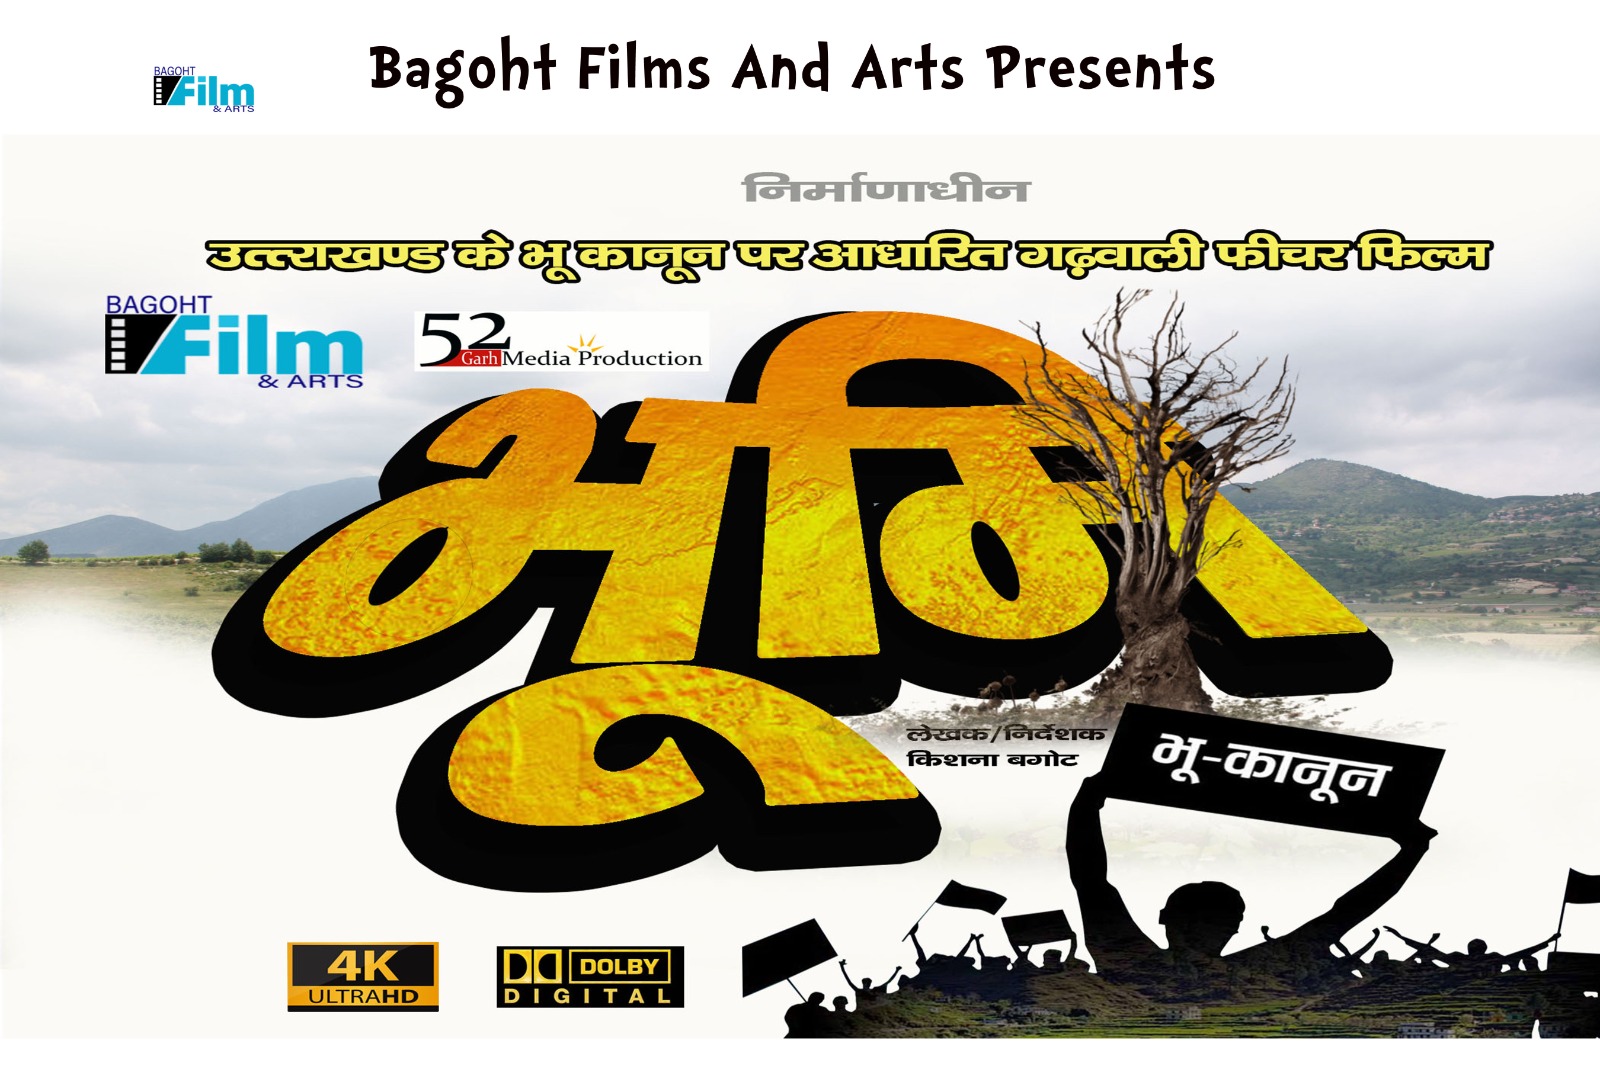 BAGOHT
Film
& ARTS
Bagoht Films And Arts Presents
निर्माणाधीन
उत्तराखण्ड के भू कानून पर आधारित गढ़वाली फीचर फिल्म
BAGOHT
Film
& ARTS
52
Garh Media Production
भूमि
लेखक/निर्देशक
किशना बगोट
भू-कानून
4K
ULTRAHD
DOLBY
DIGITAL